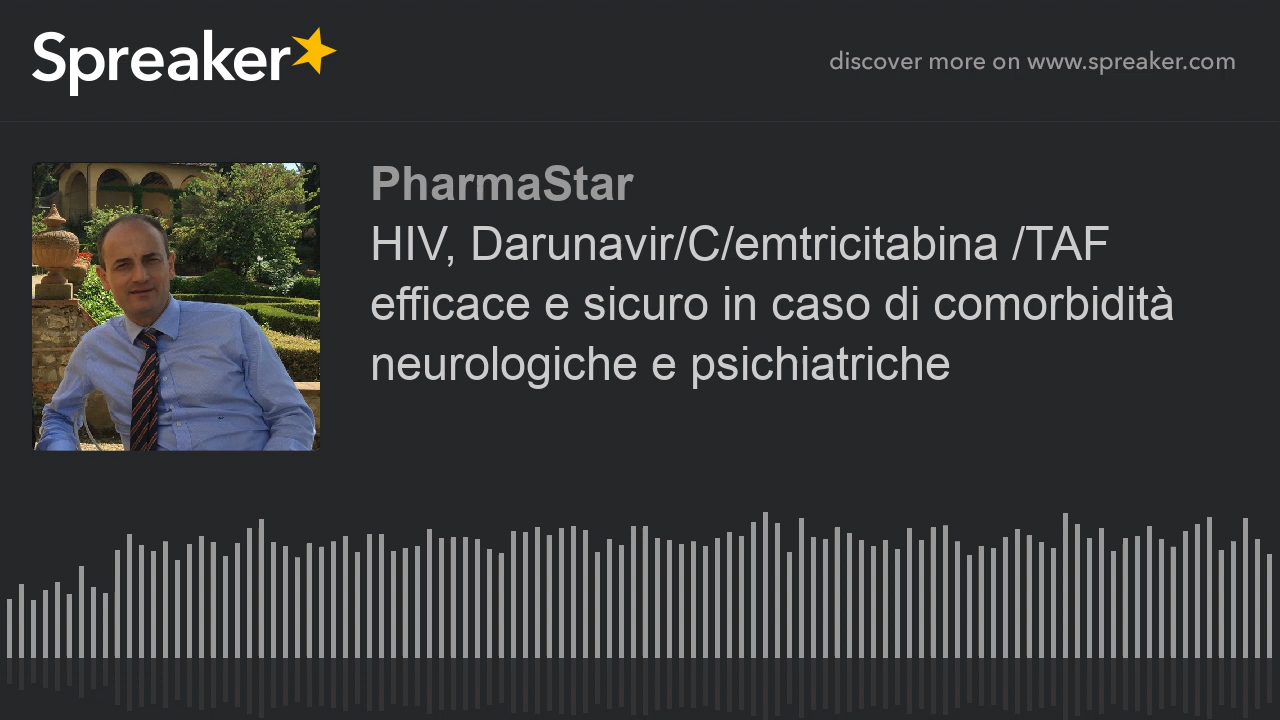 Spreaker
discover more on www.spreaker.com
PharmaStar
HIV, Darunavir/C/emtricitabina /TAF
efficace e sicuro in caso di comorbidità
neurologiche e psichiatriche